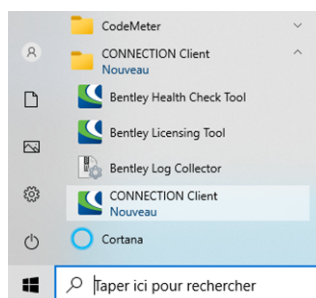 CodeMeter
CONNECTION Client
Nouveau
Bentley Health Check Tool
Bentley Licensing Tool
Bentley Log Collector
CONNECTION Client
Nouveau
Cortana
Taper ici pour rechercher